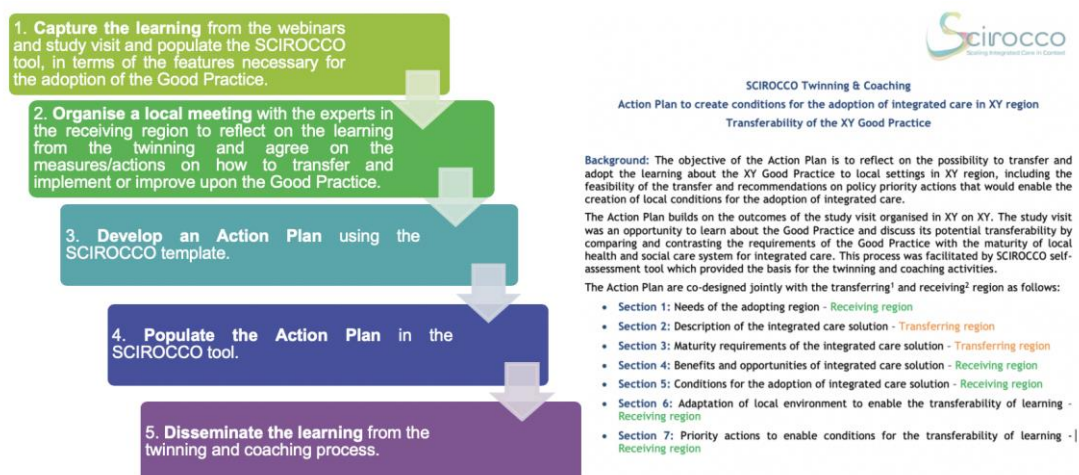 1. Capture the learning from the webinars
and study visit and populate the SCIROCCO
tool, in terms of the features necessary for
the adoption of the Good Practice.
2. Organise a local meeting with the experts in
the receiving region to reflect on the learning
from the twinning and agree on the
measures/actions on how to transfer and
implement or improve upon the Good Practice.
3. Develop an Action Plan using the
SCIROCCO template.
4. Populate the Action Plan in the
SCIROCCO tool.
5. Disseminate the learning from the
twinning and coaching process.
Scirocco
Scaling Integrated Care in Context
SCIROCCO Twinning & Coaching
Action Plan to create conditions for the adoption of integrated care in XY region
Transferability of the XY Good Practice
Background: The objective of the Action Plan is to reflect on the possibility to transfer and
adopt the learning about the XY Good Practice to local settings in XY region, including the
feasibility of the transfer and recommendations on policy priority actions that would enable the
creation of local conditions for the adoption of integrated care.
The Action Plan builds on the outcomes of the study visit organised in XY on XY. The study visit
was an opportunity to learn about the Good Practice and discuss its potential transferability by
comparing and contrasting the requirements of the Good Practice with the maturity of local
health and social care system for integrated care. This process was facilitated by SCIROCCO self-
assessment tool which provided the basis for the twinning and coaching activities.
The Action Plan are co-designed jointly with the transferring¹ and receiving² region as follows:
• Section 1: Needs of the adopting region - Receiving region
• Section 2: Description of the integrated care solution - Transferring region
• Section 3: Maturity requirements of the integrated care solution - Transferring region
• Section 4: Benefits and opportunities of integrated care solution - Receiving region
• Section 5: Conditions for the adoption of integrated care solution - Receiving region
• Section 6: Adaptation of local environment to enable the transferability of learning -
Receiving region
• Section 7: Priority actions to enable conditions for the transferability of learning -
Receiving region